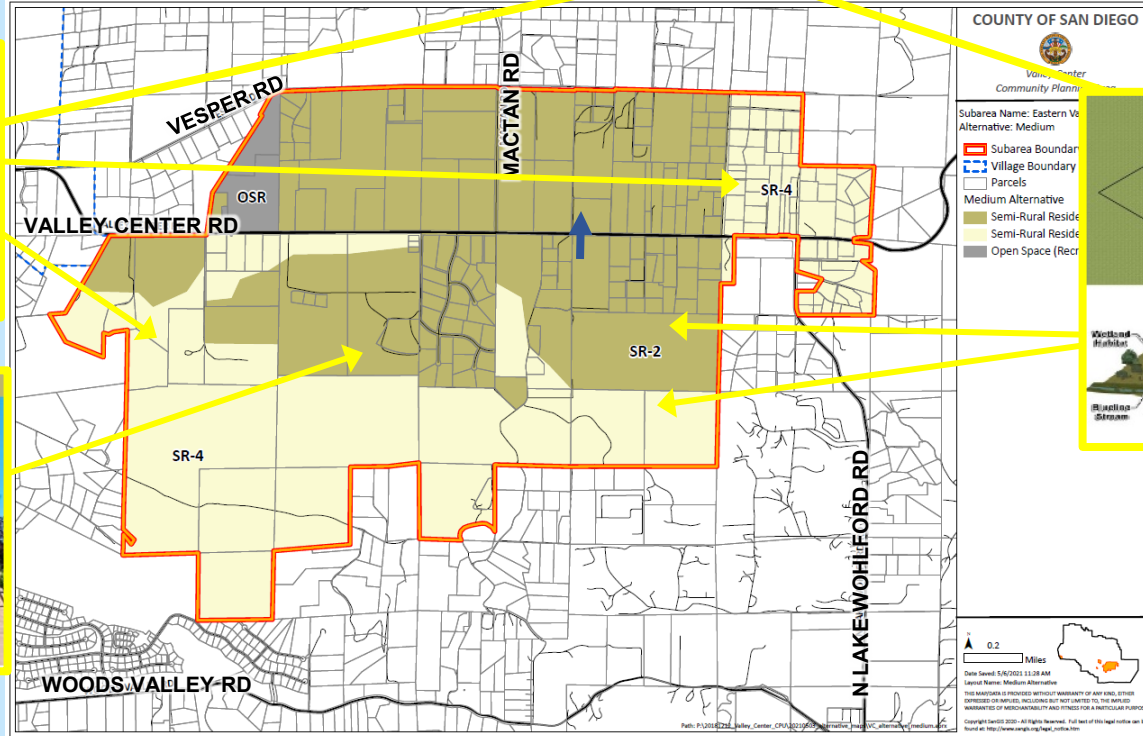 COUNTY OF SAN DIEGO
Valley Center
Community Plann
Subarea Name: Eastern Va
Alternative: Medium
Subarea Boundar
Village Boundary
Parcels
Medium Alternative
Semi-Rural Reside
Semi-Rural Reside
Open Space (Recr
VESPER RD
MACTAN RD
OSR
SR-4
VALLEY CENTER RD
SR-2
SR-4
N LAKE WOHLFORD RD
WOODS VALLEY RD
Wetland
Habitat
Blueline
Stream
N
0.2
Miles
Date Saved: 5/6/2021 11:28 AM
Layout Name: Medium Alternative
THIS MAP/DATA IS PROVIDED WITHOUT WARRANTY OF ANY KIND, EITHER
EXPRESSED OR IMPLIED, INCLUDING BUT NOT LIMITED TO, THE IMPLIED
WARRANTIES OF MERCHANTABILITY AND FITNESS FOR A PARTICULAR PURPOSE
Copyright SanGIS 2020 - All Rights Reserved. Full text of this legal notice can
found at: http://www.sangis.org/legal_notice.htm